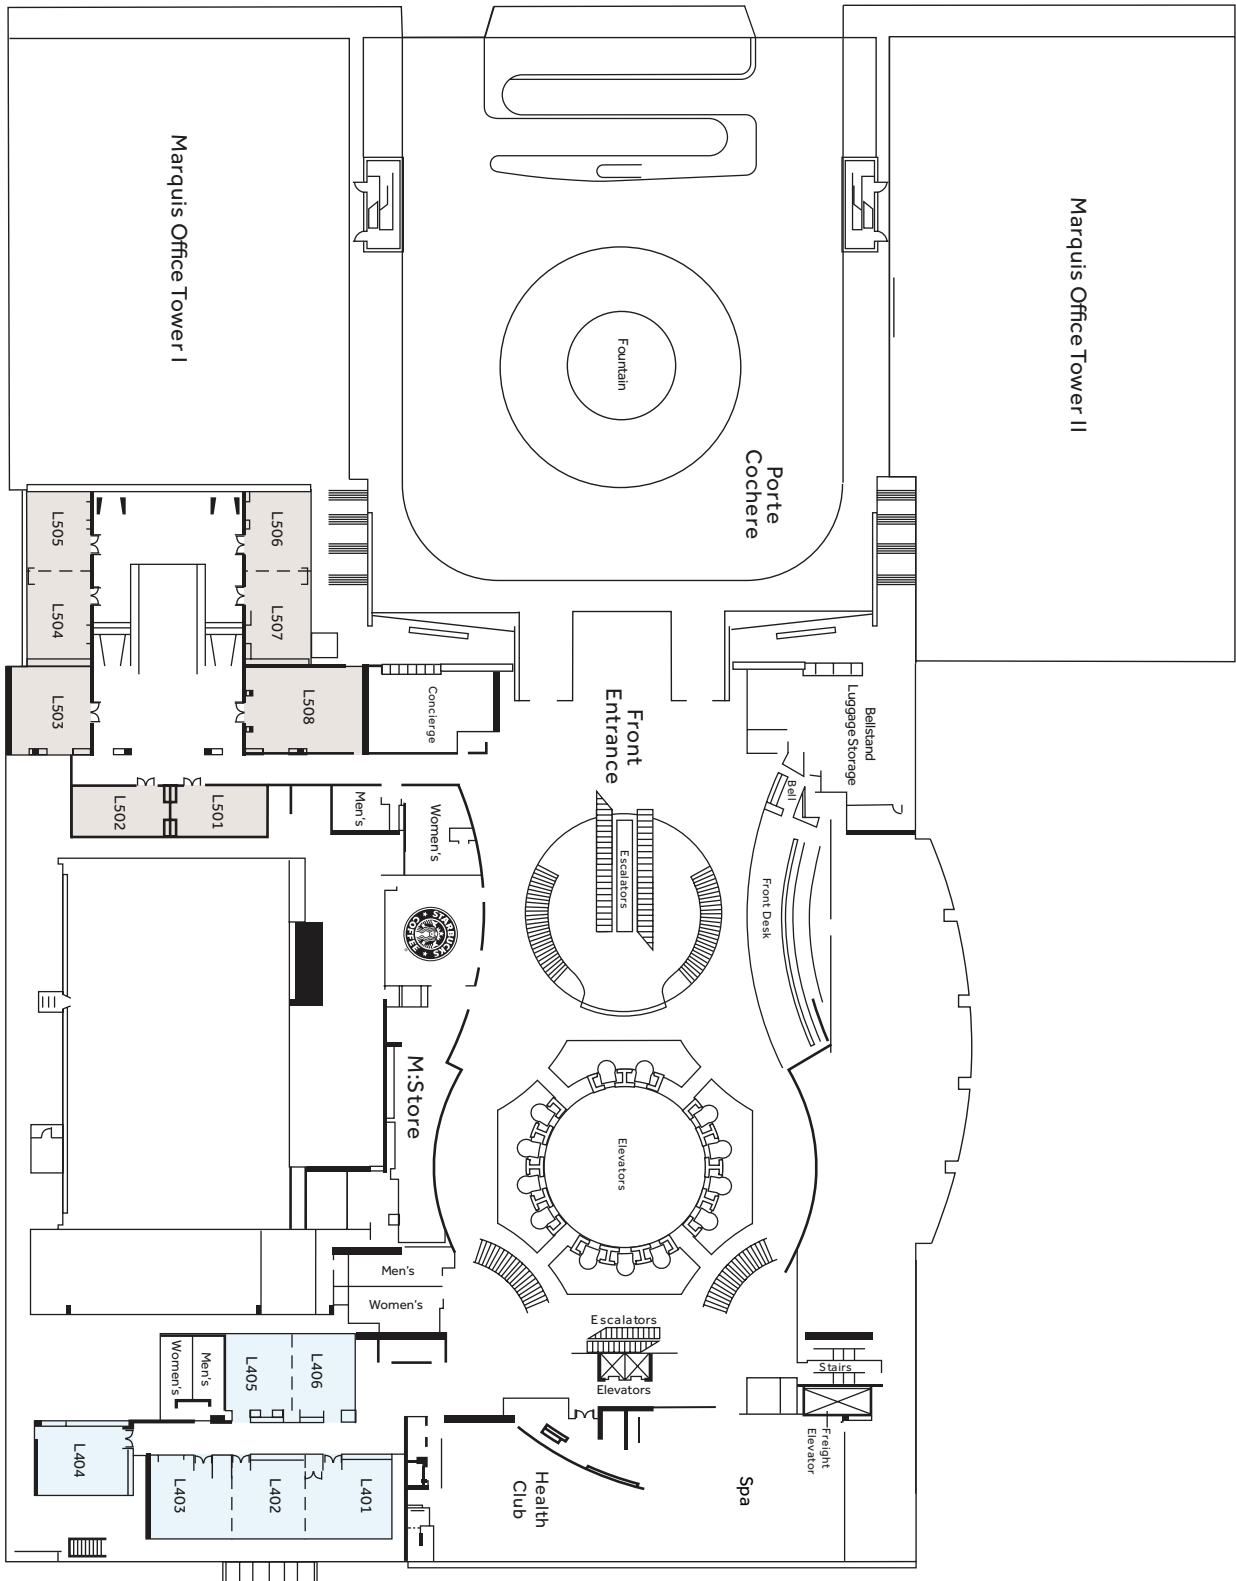 Marquis Office Tower I
Marquis Office Tower II
Fountain
Porte
Cochere
L505
L506
L504
L507
L503
L508
Concierge
Front
Entrance
Bellstand
Luggage Storage
Bell
L502
L501
Men's
Women's
Escalators
Front Desk
STARBUCKS
COFFEE
M:Store
Elevators
Men's
Women's
Escalators
Elevators
Stairs
Freight
Elevator
Women's
Men's
L405
L406
L404
L403
L402
L401
Health
Club
Spa